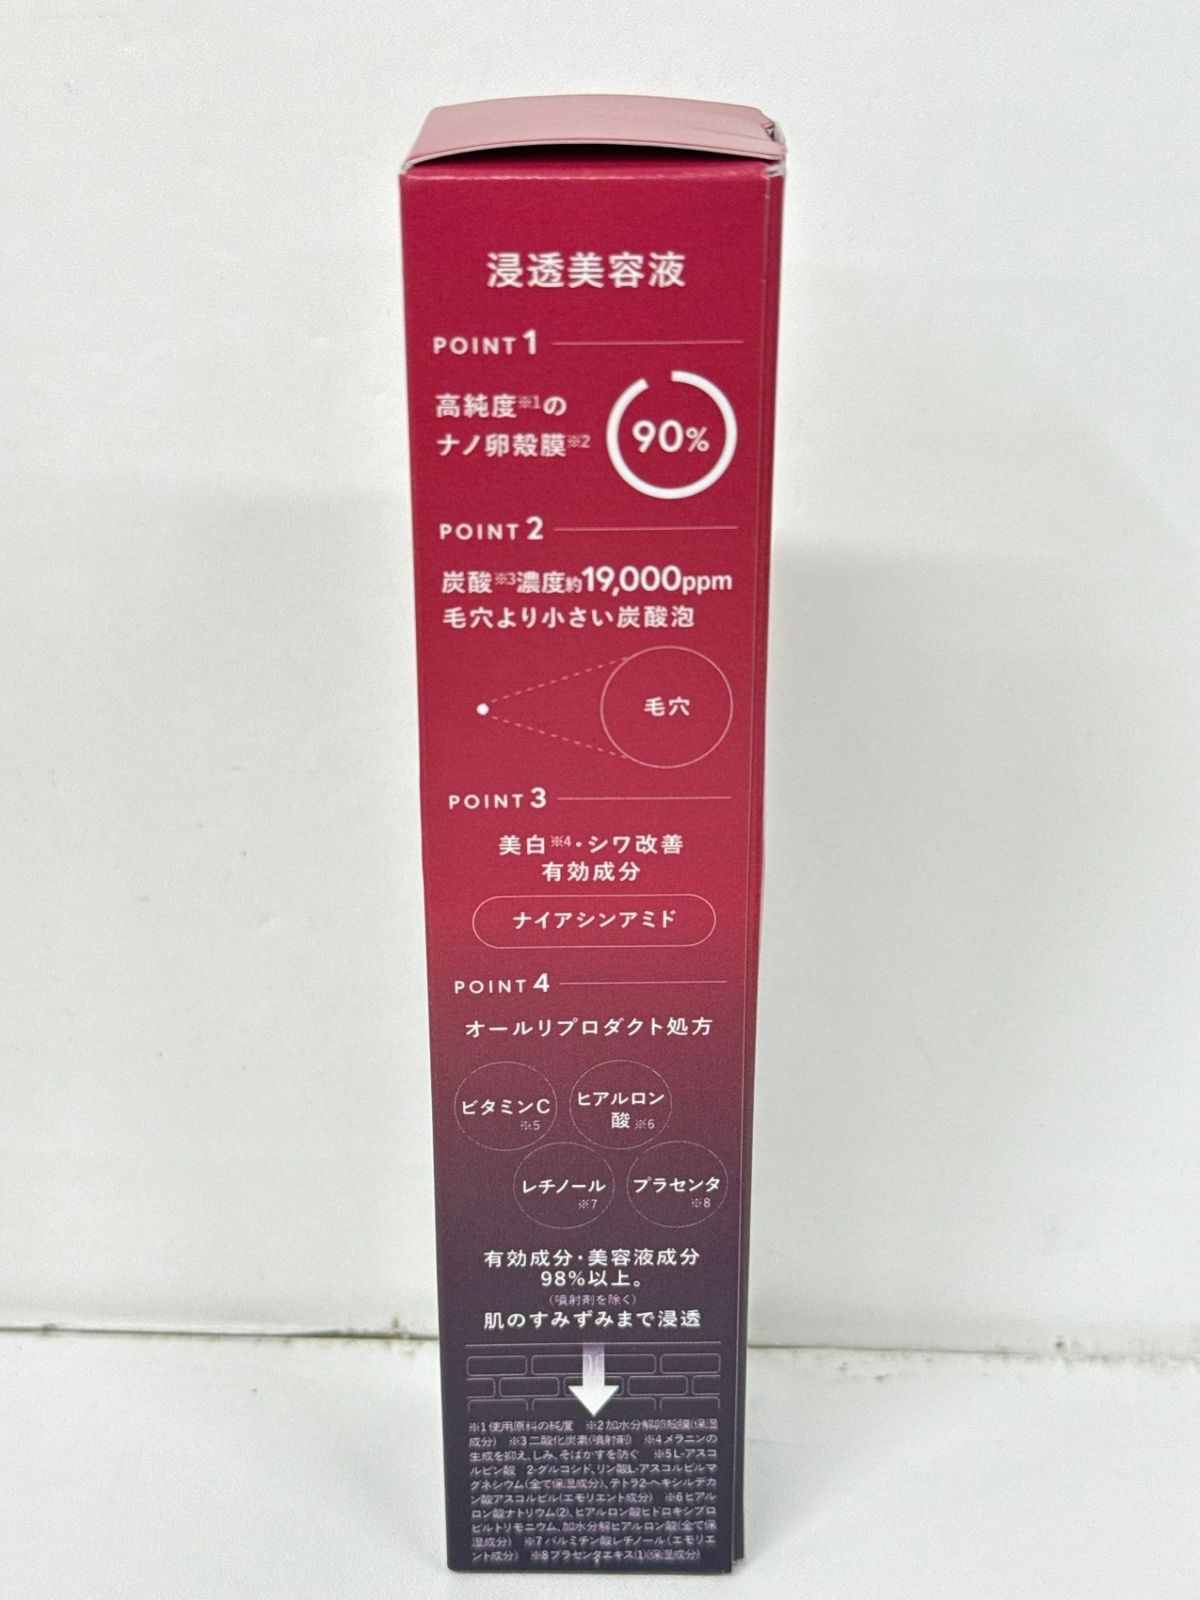 浸透美容液
POINT 1
高純度※1の
ナノ卵殻膜※2
90%
POINT 2
炭酸※3濃度約19,000ppm
毛穴より小さい炭酸泡
毛穴
POINT 3
美白※4・シワ改善
有効成分
ナイアシンアミド
POINT 4
オールリプロダクト処方
ビタミンC
※5
ヒアルロン
酸※6
レチノール
※7
プラセンタ
※8
有効成分・美容液成分
98%以上。
(噴射剤を除く)
肌のすみずみまで浸透
※1使用原料の純度 ※2加水分解卵殻膜(保湿
成分) ※3二酸化炭素(噴射剤) ※4メラニンの
生成を抑え、しみ、そばかすを防ぐ ※5L-アスコ
ルビン酸 2-グルコシド、リン酸L-アスコルビルマ
グネシウム(全て保湿成分)、テトラ2-ヘキシルデカ
ン酸アスコルビル(エモリエント成分) ※6ヒアル
ロン酸ナトリウム(2)、ヒアルロン酸ヒドロキシプロ
ピルトリモニウム、加水分解ヒアルロン酸(全て保
湿成分) ※7パルミチン酸レチノール(エモリエ
ント成分) ※8プラセンタエキス(1)(保湿成分)